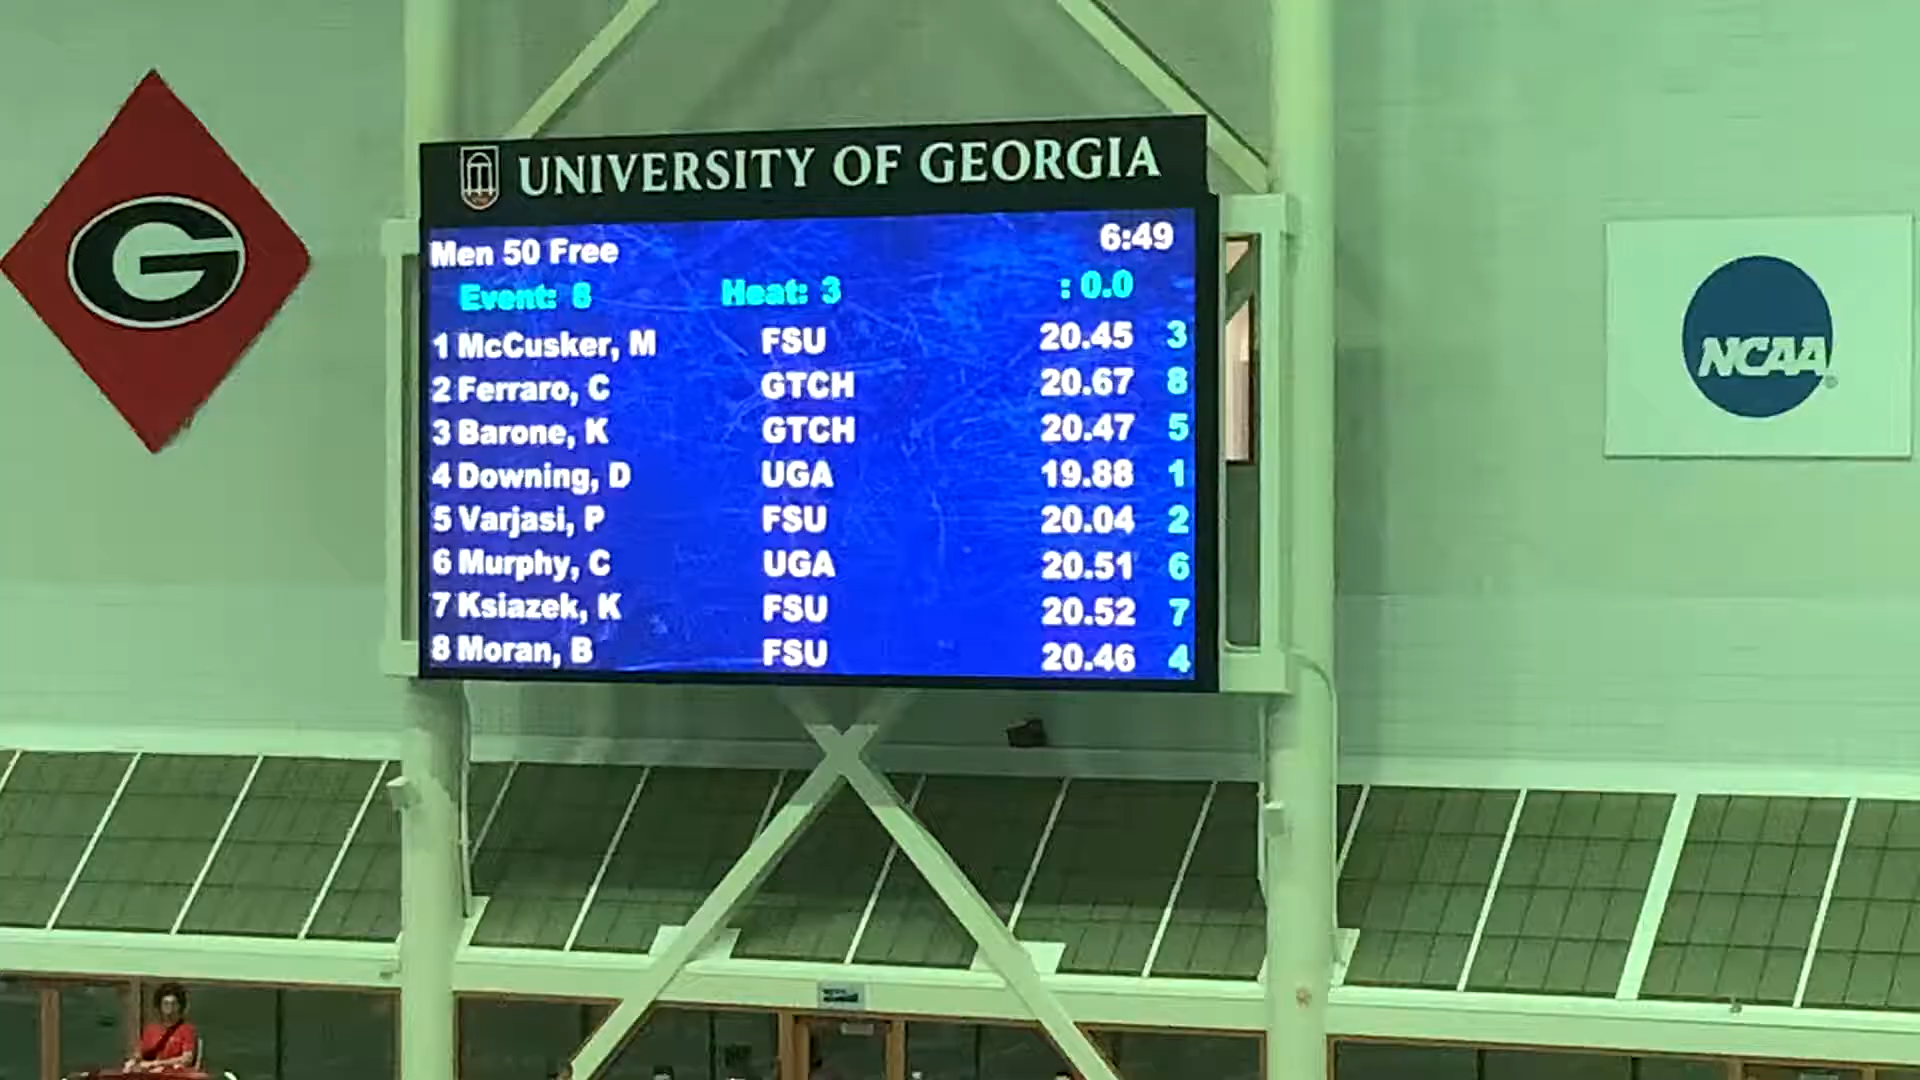 UNIVERSITY OF GEORGIA
Men 50 Free 6:49
Event: 8 Heat: 3 : 0.0
1 McCusker, M FSU 20.45 3
2 Ferraro, C GTCH 20.67 8
3 Barone, K GTCH 20.47 5
4 Downing, D UGA 19.88 1
5 Varjasi, P FSU 20.04 2
6 Murphy, C UGA 20.51 6
7 Ksiazek, K FSU 20.52 7
8 Moran, B FSU 20.46 4
G
NCAA